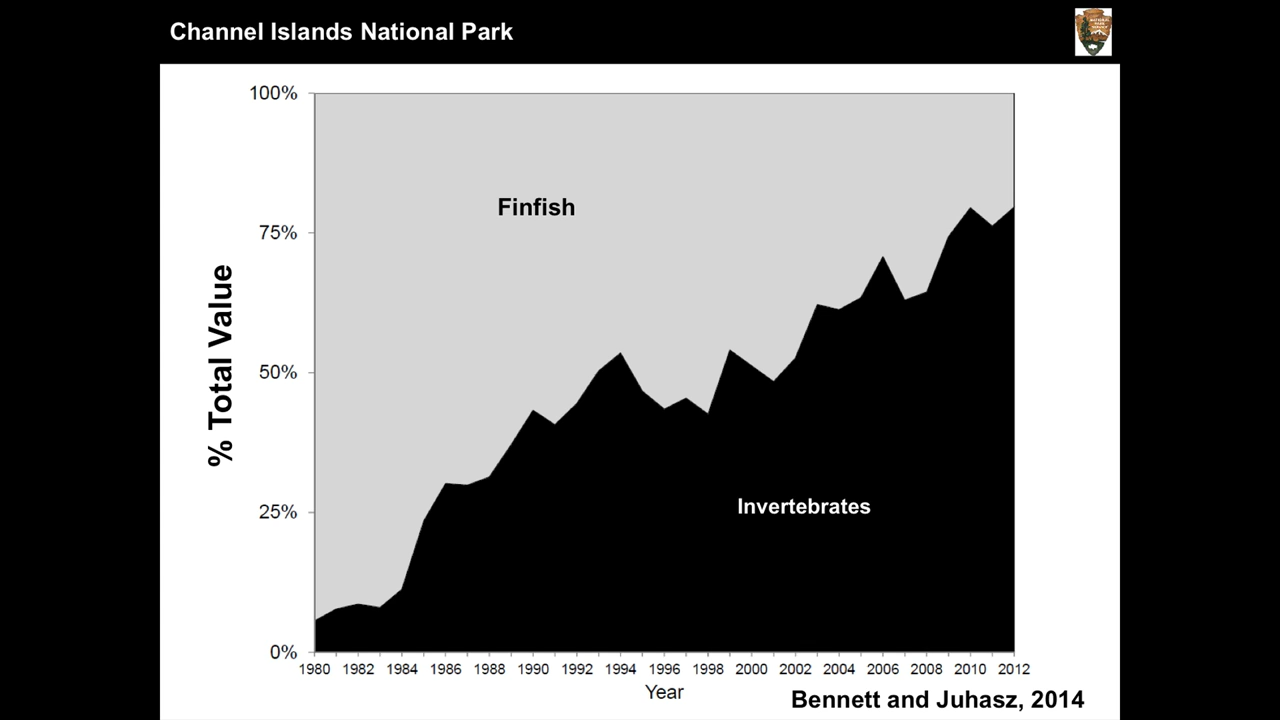 Channel Islands National Park
100%
Finfish
75%
% Total Value
50%
25%
Invertebrates
0%
1980 1982 1984 1986 1988 1990 1992 1994 1996 1998 2000 2002 2004 2006 2008 2010 2012
Year
Bennett and Juhasz, 2014